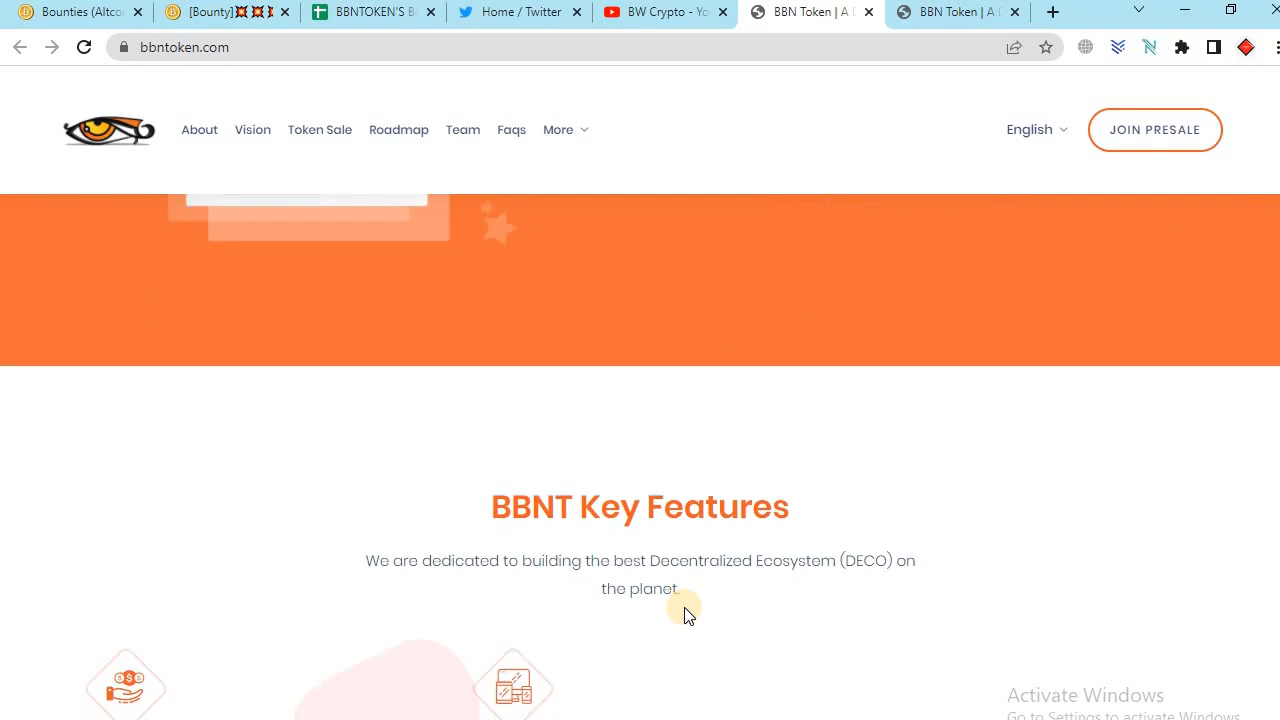 Bounties (Altco
[Bounty]
BBNTOKEN'S B
Home / Twitter
BW Crypto - Yo
BBN Token | A D
BBN Token | A D
bbntoken.com
About Vision Token Sale Roadmap Team Faqs More English JOIN PRESALE
BBNT Key Features
We are dedicated to building the best Decentralized Ecosystem (DECO) on
the planet.
Activate Windows
Go to Settings to activate Windows.